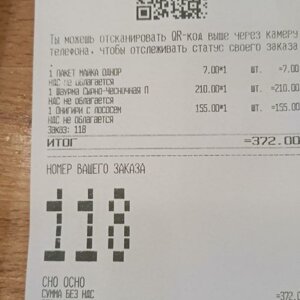 Ты можешь отсканировать QR-код выше через камеру
телефона, чтобы отслеживать статус своего заказа
1 ПАКЕТ МАЙКА ОДНОР 7.00*1 шт. =7.00
НДС не облагается
1 Шаурма Сырно-Чесночная П 210.00*1 шт. =210.00
НДС не облагается
1 Онигири с лососем 155.00*1 шт. =155.00
НДС не облагается
Заказ: 118
ИТОГ =372.00
НОМЕР ВАШЕГО ЗАКАЗА
118
СНО ОСНО
СУММА БЕЗ НДС =372.0